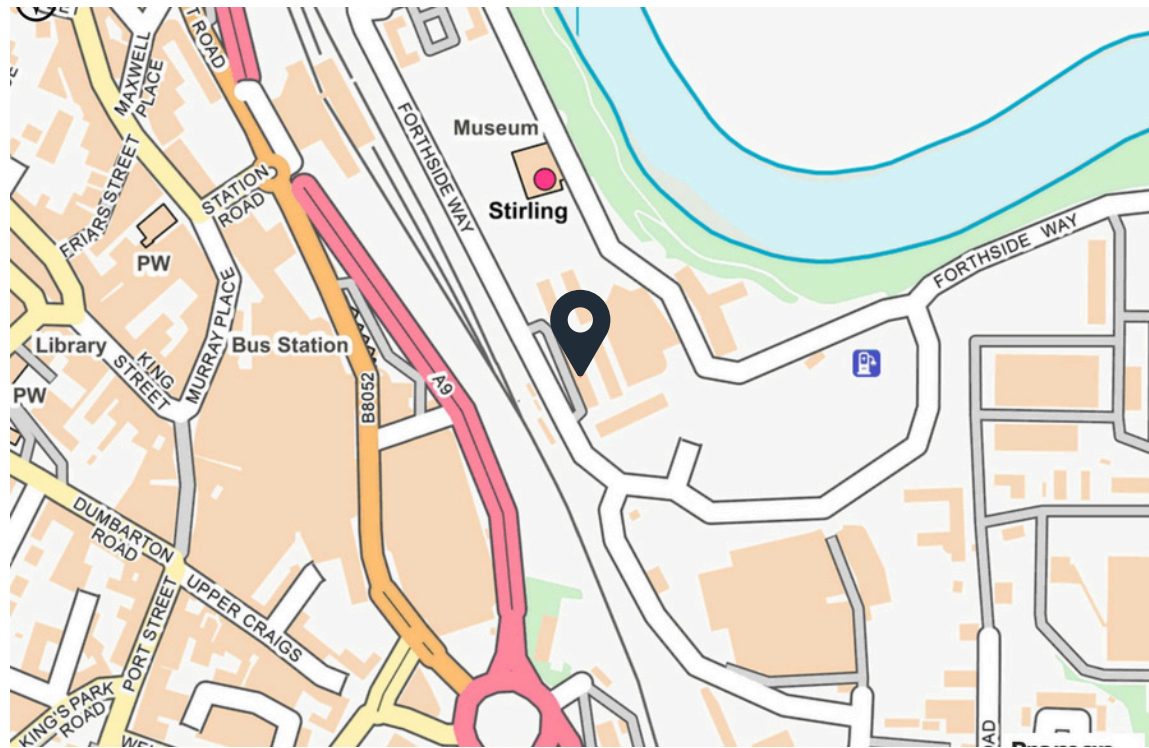 T ROAD
MAXWELL
PLACE
FORTHSIDE WAY
Museum
Stirling
STATION
ROAD
FRIARS STREET
PW
FORTHSIDE WAY
MURRAY PLACE
Library
KING
STREET
Bus Station
A9
B8052
PW
DUMBARTON
ROAD
UPPER CRAIGS
PORT STREET
KING'S PARK
ROAD
AD